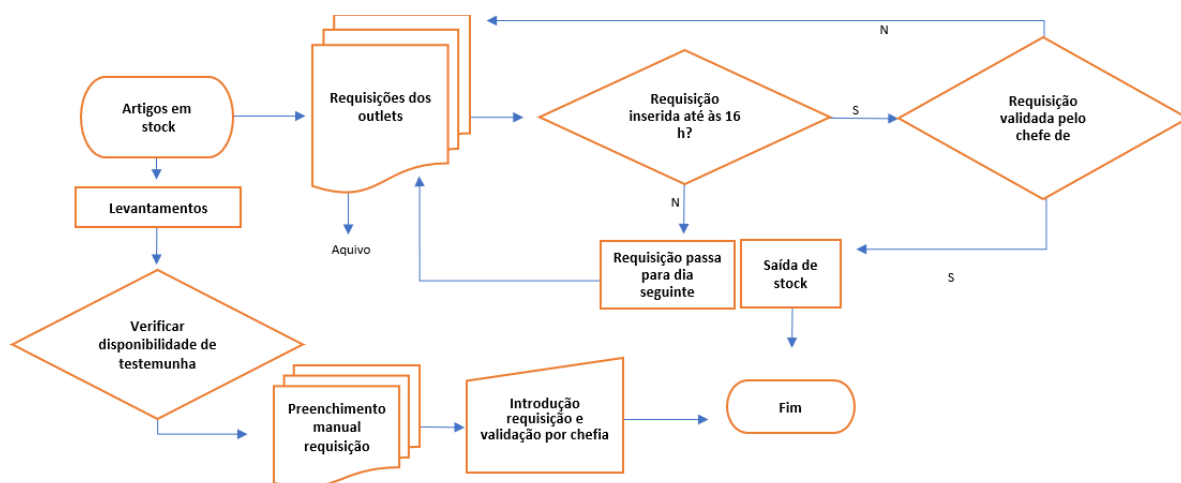 N
Artigos em
stock
Requisições dos
outlets
Requisição
inserida até às 16
h?
S
Requisição
validada pelo
chefe de
Levantamentos
N
Aquivo
Requisição passa
para dia
seguinte
Saída de
stock
S
Verificar
disponibilidade de
testemunha
Preenchimento
manual
requisição
Introdução
requisição e
validação por chefia
Fim